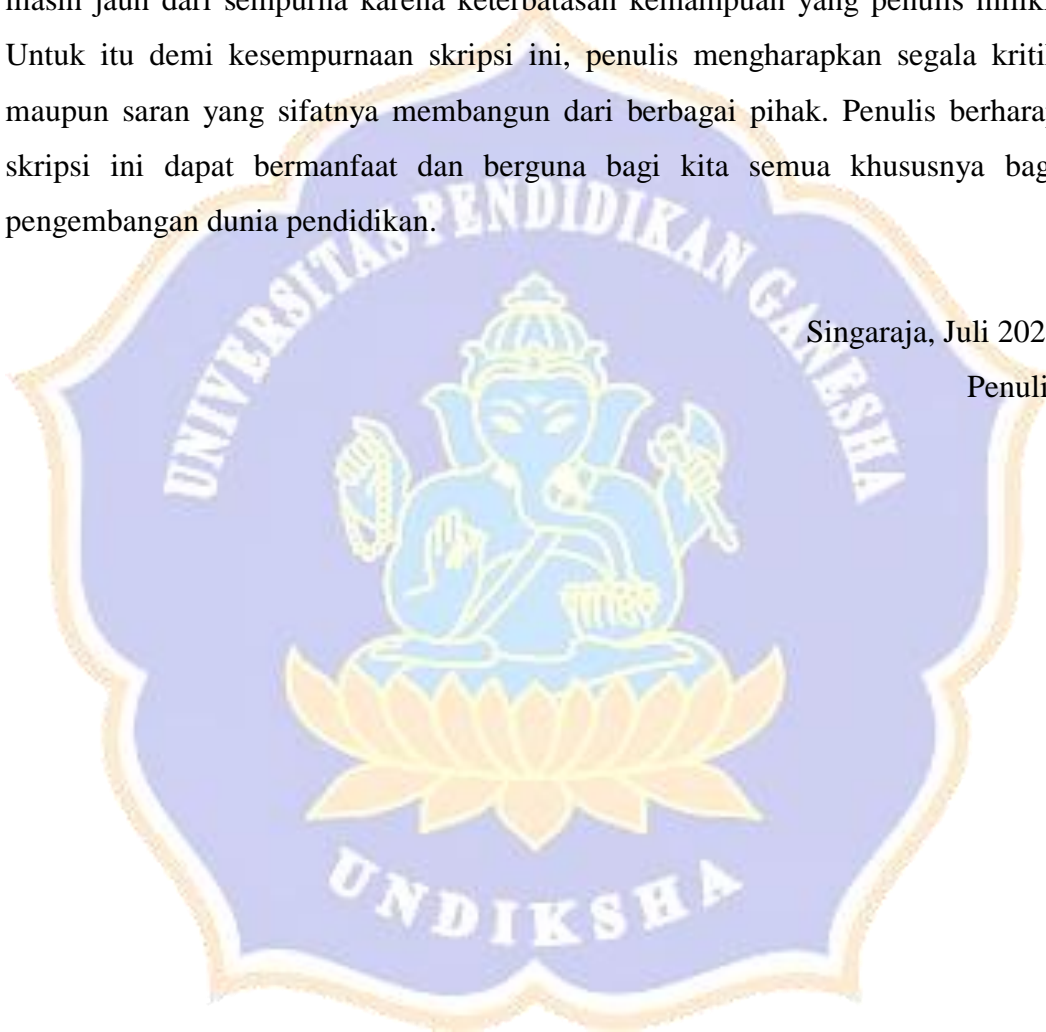 masih jauh dari sempurna karena keterbatasan kemampuan yang penulis miliki
Untuk itu demi kesempurnaan skripsi ini, penulis mengharapkan segala kritik
maupun saran yang sifatnya membangun dari berbagai pihak. Penulis berharap
skripsi ini dapat bermanfaat dan berguna bagi kita semua khususnya bagi
pengembangan dunia pendidikan.
UNIVERSITAS PENDIDIKAN GANESHA
Singaraja, Juli 202
Penuli
UNDIKSHA